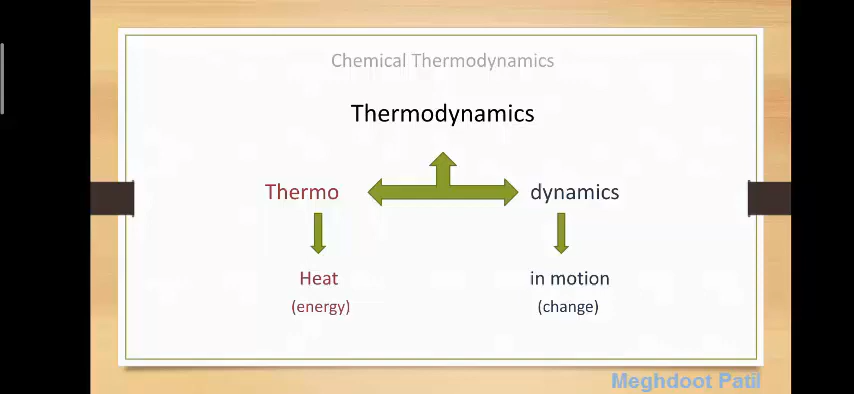 Chemical Thermodynamics
Thermodynamics
Thermo dynamics
Heat in motion
(energy) (change)
Meghdoot Patil